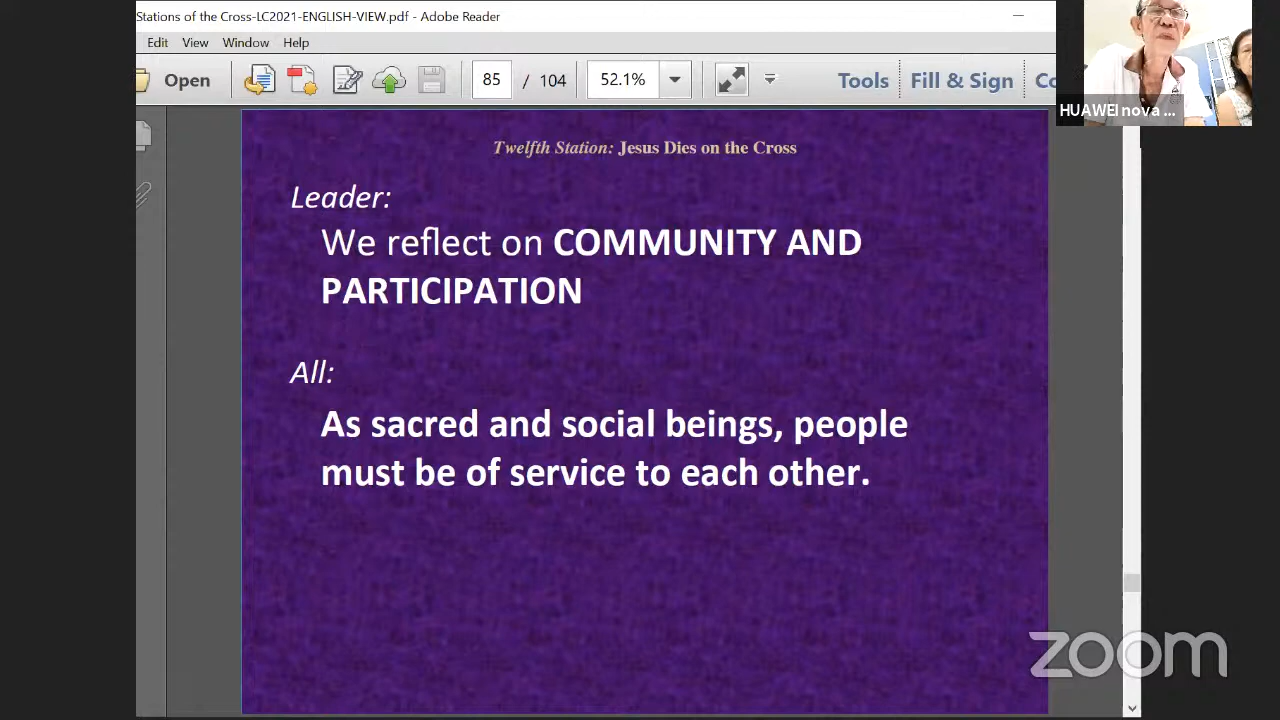 Stations of the Cross-LC2021-ENGLISH-VIEW.pdf - Adobe Reader
Edit View Window Help
Open 85 / 104 52.1% Tools Fill & Sign Co
HUAWEI nova ...
Twelfth Station: Jesus Dies on the Cross
Leader:
We reflect on COMMUNITY AND
PARTICIPATION
All:
As sacred and social beings, people
must be of service to each other.
zoom